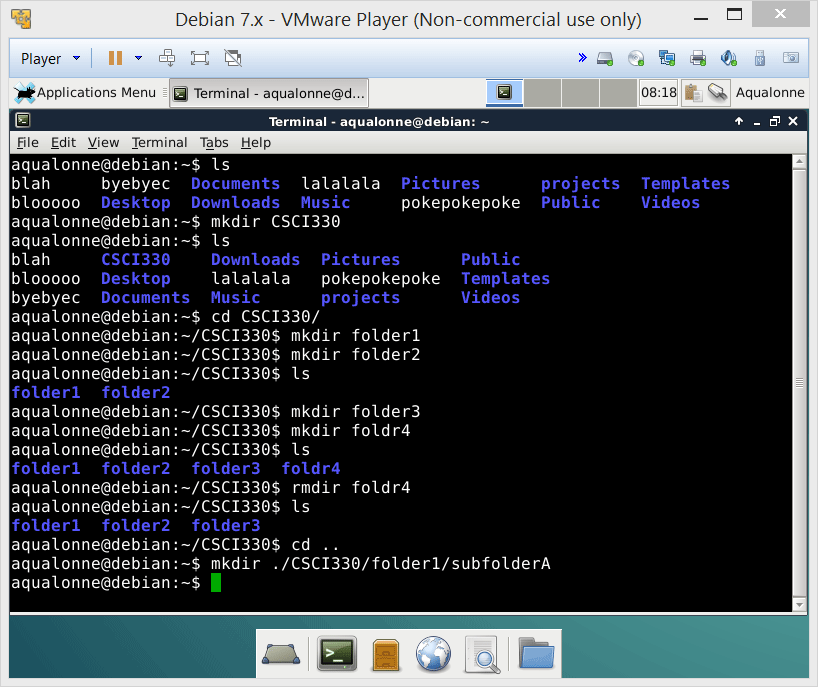 Debian 7.x - VMware Player (Non-commercial use only)
Player
Applications Menu Terminal - aqualonne@d... 08:18 Aqualonne
Terminal - aqualonne@debian: ~
File Edit View Terminal Tabs Help
aqualonne@debian:~$ ls
blah byebyec Documents lalalala Pictures projects Templates
blooooo Desktop Downloads Music pokepokepoke Public Videos
aqualonne@debian:~$ mkdir CSCI330
aqualonne@debian:~$ ls
blah CSCI330 Downloads Pictures Public
blooooo Desktop lalalala pokepokepoke Templates
byebyec Documents Music projects Videos
aqualonne@debian:~$ cd CSCI330/
aqualonne@debian:~/CSCI330$ mkdir folder1
aqualonne@debian:~/CSCI330$ mkdir folder2
aqualonne@debian:~/CSCI330$ ls
folder1 folder2
aqualonne@debian:~/CSCI330$ mkdir folder3
aqualonne@debian:~/CSCI330$ mkdir foldr4
aqualonne@debian:~/CSCI330$ ls
folder1 folder2 folder3 foldr4
aqualonne@debian:~/CSCI330$ rmdir foldr4
aqualonne@debian:~/CSCI330$ ls
folder1 folder2 folder3
aqualonne@debian:~/CSCI330$ cd ..
aqualonne@debian:~$ mkdir ./CSCI330/folder1/subfolderA
aqualonne@debian:~$